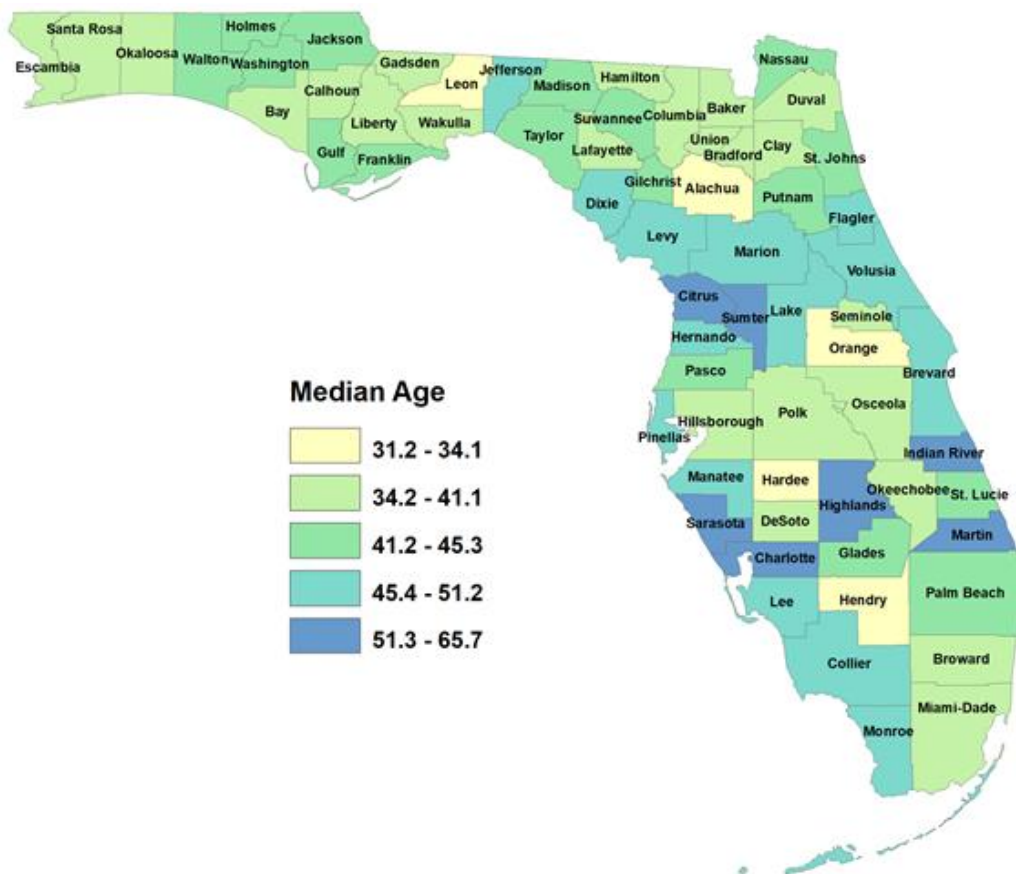 Santa Rosa
Holmes
Jackson
Okaloosa
Walton
Washington
Escambia
Gadsden
Leon
Jefferson
Madison
Hamilton
Nassau
Calhoun
Bay
Liberty
Wakulla
Suwannee
Columbia
Baker
Duval
Taylor
Lafayette
Union
Bradford
Clay
St. Johns
Gulf
Franklin
Gilchrist
Alachua
Putnam
Dixie
Flagler
Levy
Marion
Volusia
Citrus
Sumter
Lake
Seminole
Hernando
Orange
Pasco
Brevard
Median Age
31.2 - 34.1
34.2 - 41.1
41.2 - 45.3
45.4 - 51.2
51.3 - 65.7
Hillsborough
Polk
Osceola
Pinellas
Indian River
Manatee
Hardee
Okeechobee
St. Lucie
Highlands
Sarasota
DeSoto
Martin
Charlotte
Glades
Lee
Hendry
Palm Beach
Collier
Broward
Miami-Dade
Monroe